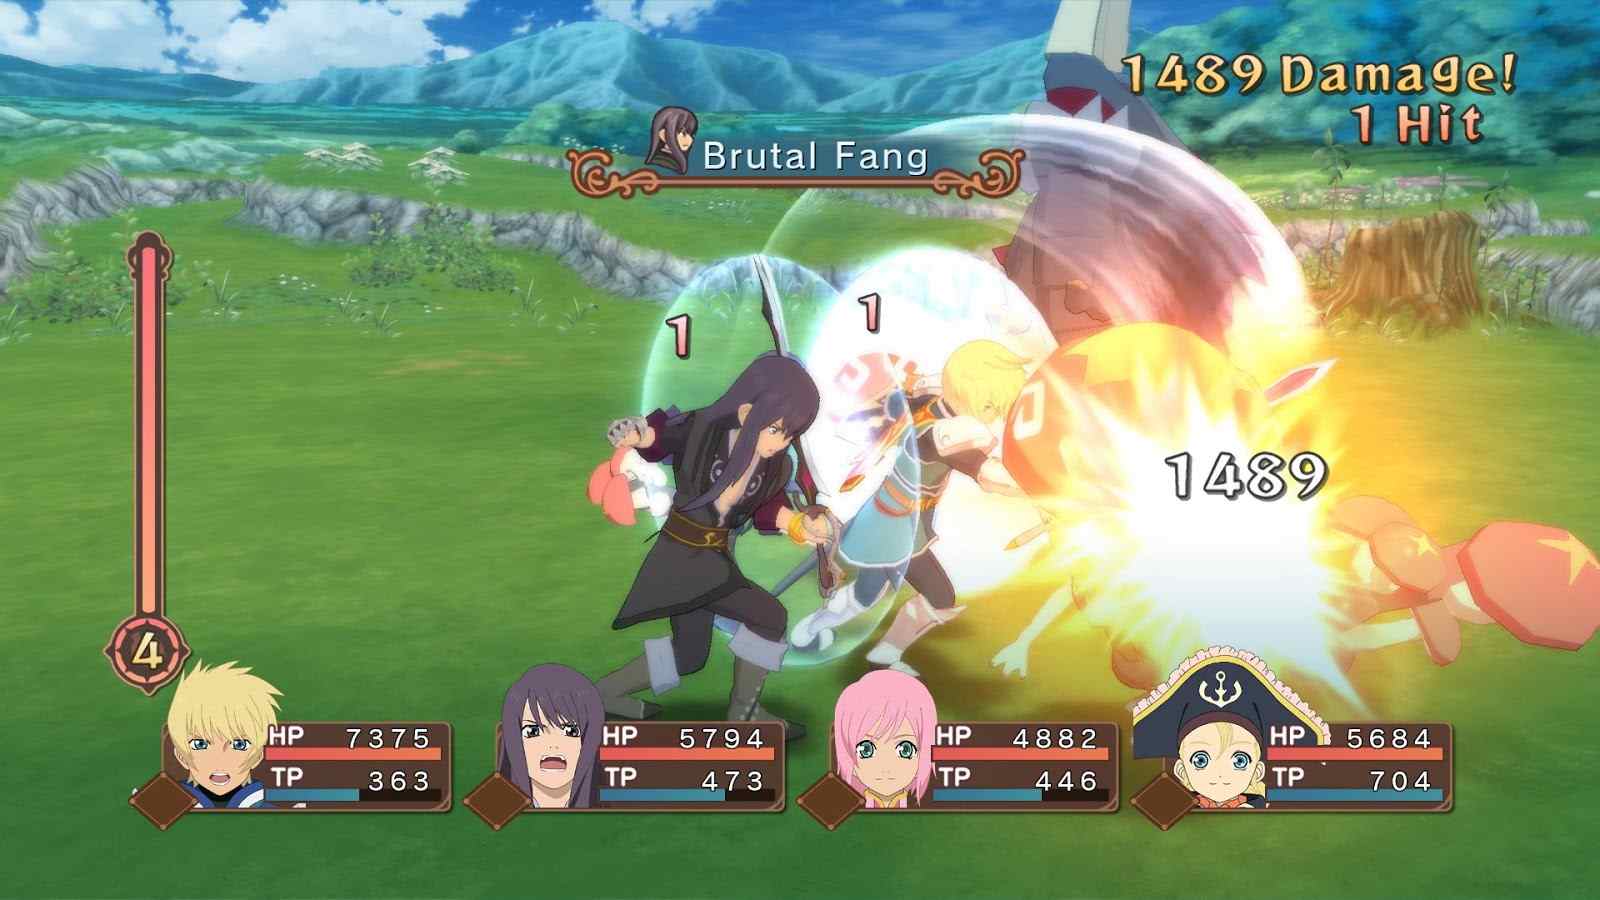 1489 Damage!
1 Hit
Brutal Fang
1
1
1489
4
HP 7375
TP 363
HP 5794
TP 473
HP 4882
TP 446
HP 5684
TP 704